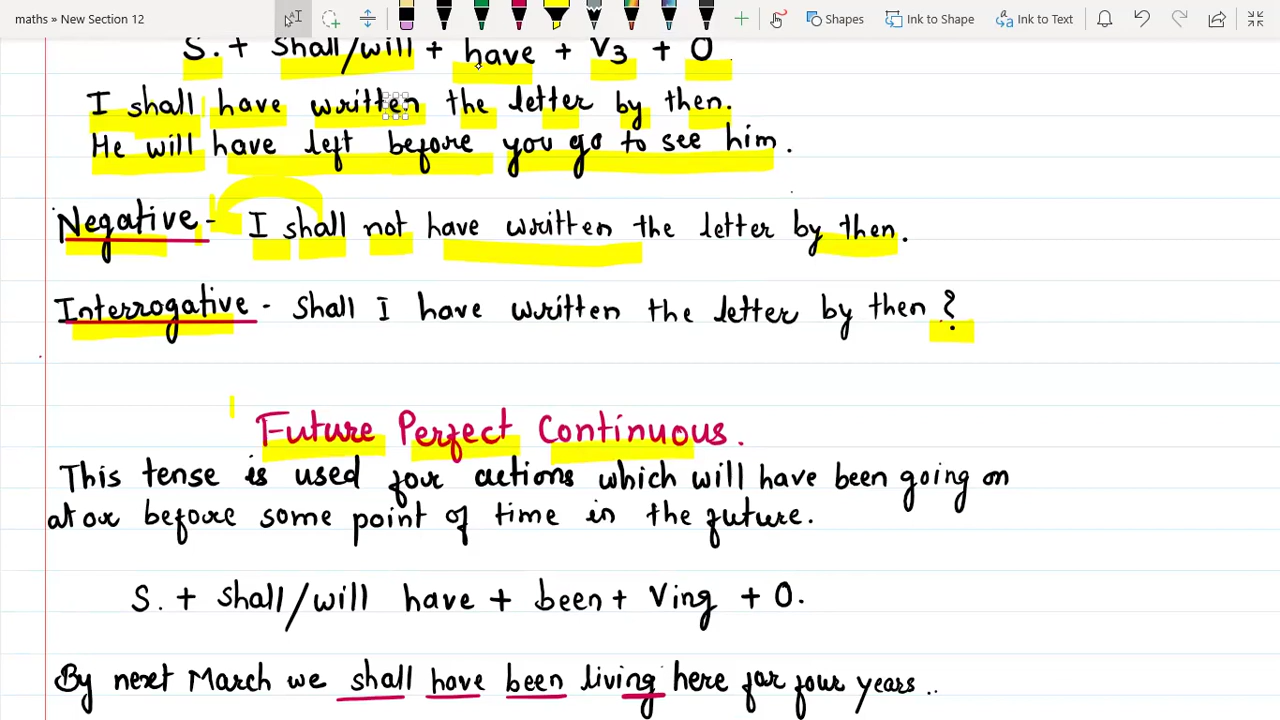 maths » New Section 12
Shapes
Ink to Shape
Ink to Text
S. + Shall/will + have + V3 + O
I shall have written the letter by then.
He will have left before you go to see him.
Negative - I shall not have written the letter by then.
Interrogative - Shall I have written the letter by then ?
Future Perfect Continuous.
This tense is used for actions which will have been going on
at or before some point of time in the future.
S. + shall/will have + been + Ving + O.
By next March we shall have been living here for four years ..